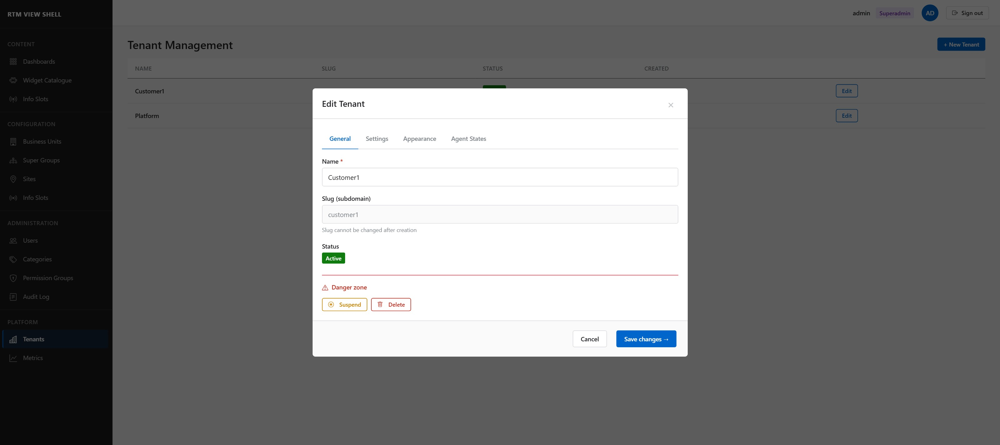 RTM VIEW SHELL
CONTENT
Dashboards
Widget Catalogue
Info Slots
CONFIGURATION
Business Units
Super Groups
Sites
Info Slots
ADMINISTRATION
Users
Categories
Permission Groups
Audit Log
PLATFORM
Tenants
Metrics
admin Superadmin AD Sign out
Tenant Management
+ New Tenant
NAME SLUG STATUS CREATED
Customer1 Edit
Platform Edit
Edit Tenant
General Settings Appearance Agent States
Name *
Customer1
Slug (subdomain)
customer1
Slug cannot be changed after creation
Status
Active
Danger zone
Suspend Delete
Cancel Save changes →